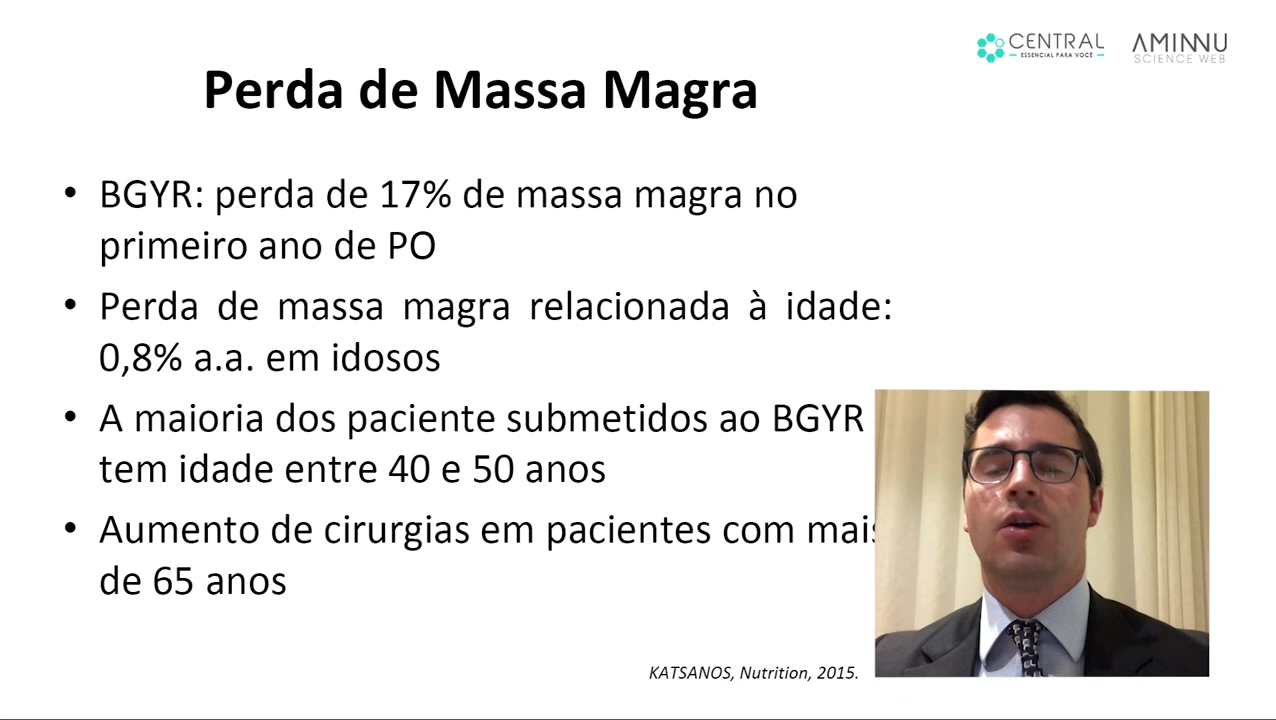 CENTRAL
ESSENCIAL PARA VOCÊ
AMINNU
SCIENCE WEB
Perda de Massa Magra
• BGYR: perda de 17% de massa magra no
primeiro ano de PO
• Perda de massa magra relacionada à idade:
0,8% a.a. em idosos
• A maioria dos paciente submetidos ao BGYR
tem idade entre 40 e 50 anos
• Aumento de cirurgias em pacientes com mais
de 65 anos
KATSANOS, Nutrition, 2015.